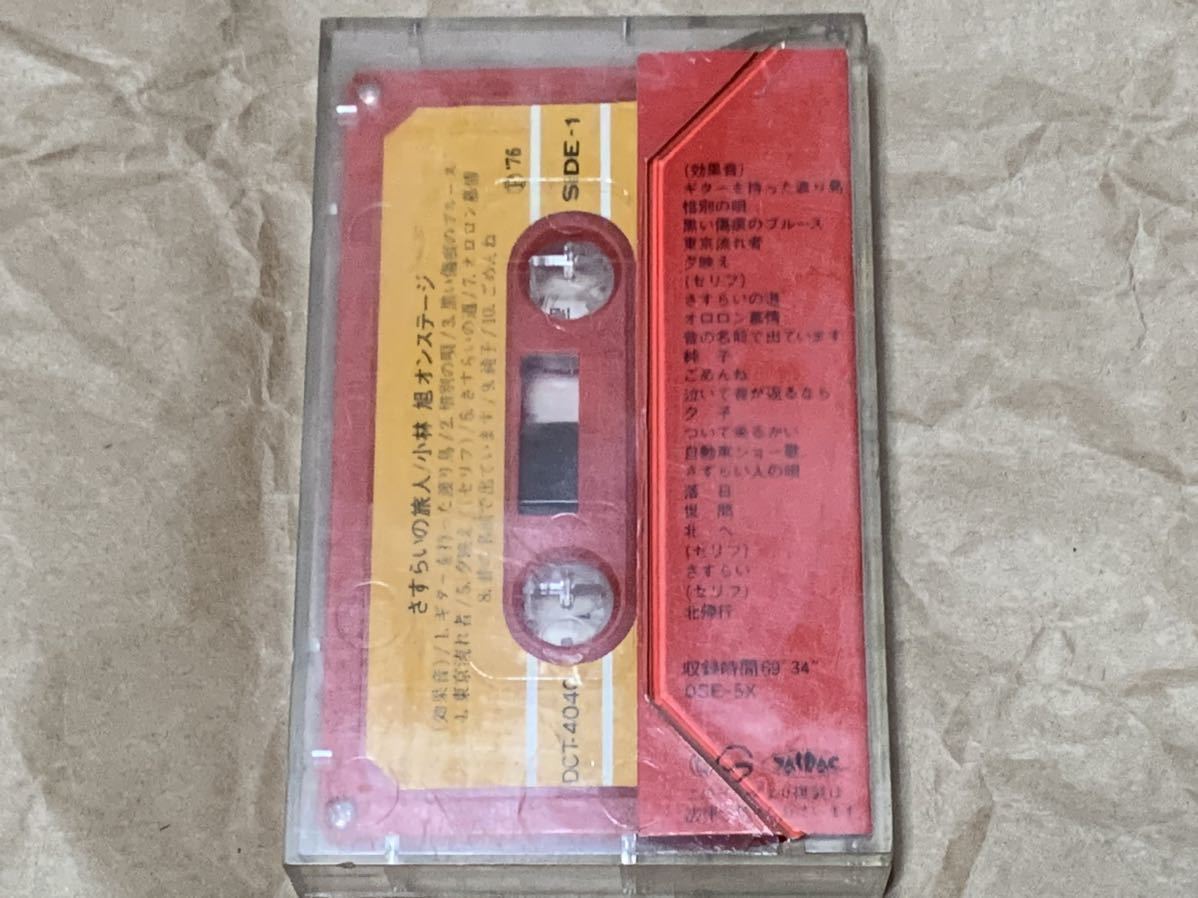 さすらいの旅人/小林 旭 オンステージ
(効果音)/1. ギターを持った渡り鳥/2. 惜別の唄/3. 黒い傷痕のブルース
4. 東京流れ者/5. 夕映え/(セリフ)/6. さすらいの道/7. オロロン慕情
8. 昔の名前で出ています/9. 純子/10. ごめんね
Ⓟ'76
DCT-4040
SIDE-1
(効果音)
ギターを持った渡り鳥
惜別の唄
黒い傷痕のブルース
東京流れ者
夕映え
(セリフ)
さすらいの道
オロロン慕情
昔の名前で出ています
純子
ごめんね
泣いて昔が返るなら
夕子
ついて来るかい
自動車ショー歌
さすらい人の唄
落日
世間
北へ
(セリフ)
さすらい
(セリフ)
北帰行
収録時間69'34"
OSE-5X